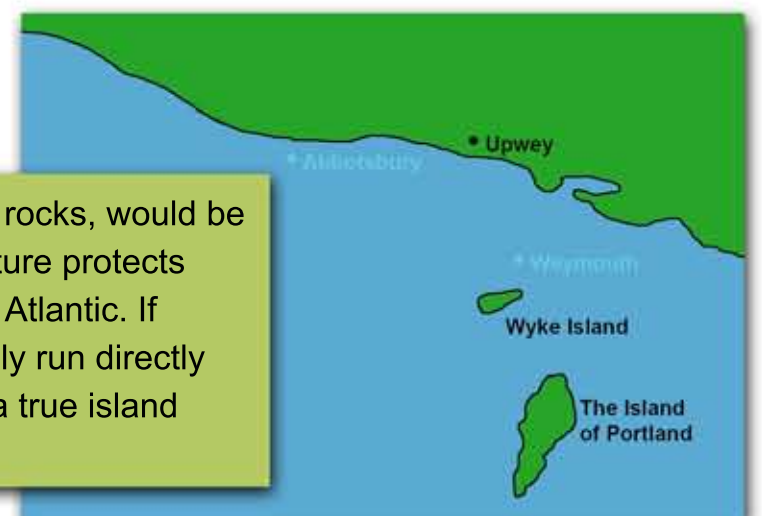 Upwey
Abbotsbury
rocks, would be
ture protects
Atlantic. If
ly run directly
a true island
Weymouth
Wyke Island
The Island
of Portland